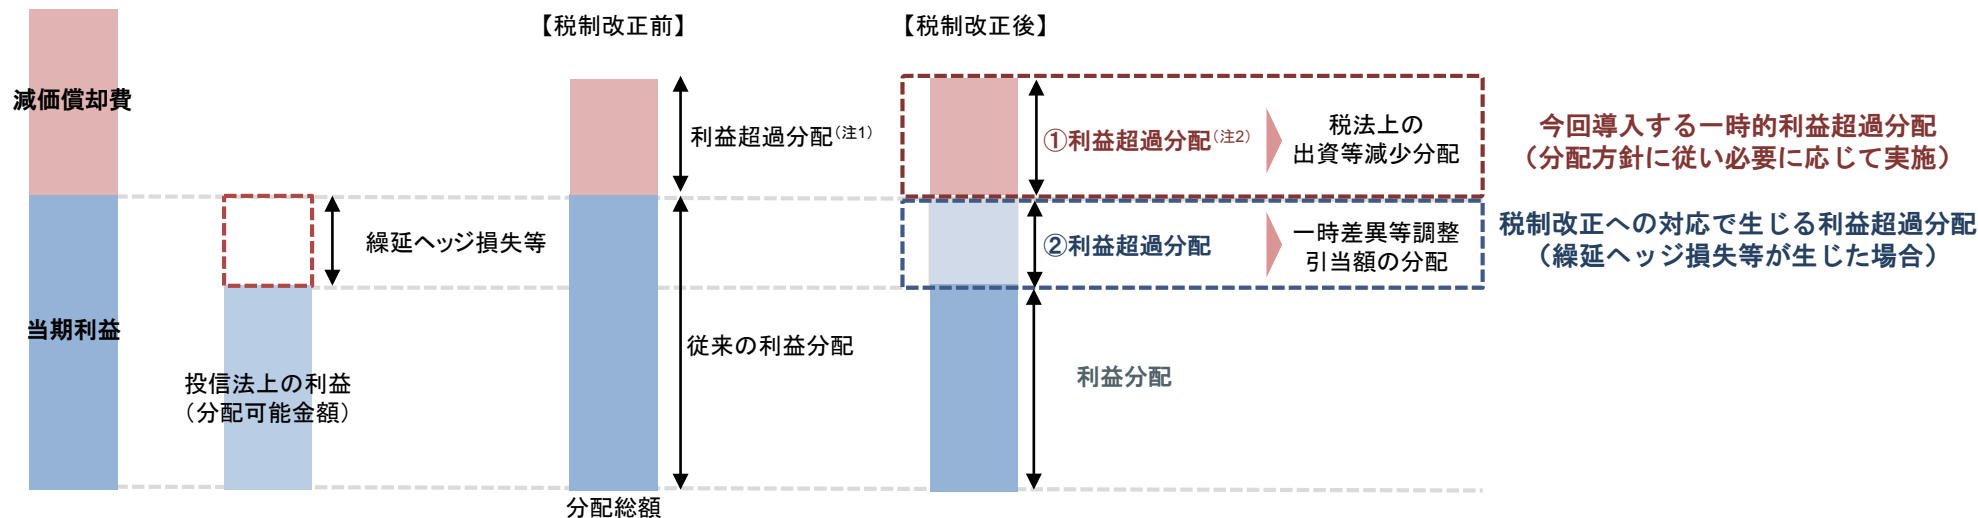 【税制改正前】
【税制改正後】
減価償却費
利益超過分配(注1)
①利益超過分配(注2)
税法上の
出資等減少分配
今回導入する一時的利益超過分配
（分配方針に従い必要に応じて実施）
繰延ヘッジ損失等
②利益超過分配
一時差異等調整
引当額の分配
税制改正への対応で生じる利益超過分配
（繰延ヘッジ損失等が生じた場合）
当期利益
投信法上の利益
（分配可能金額）
従来の利益分配
利益分配
分配総額